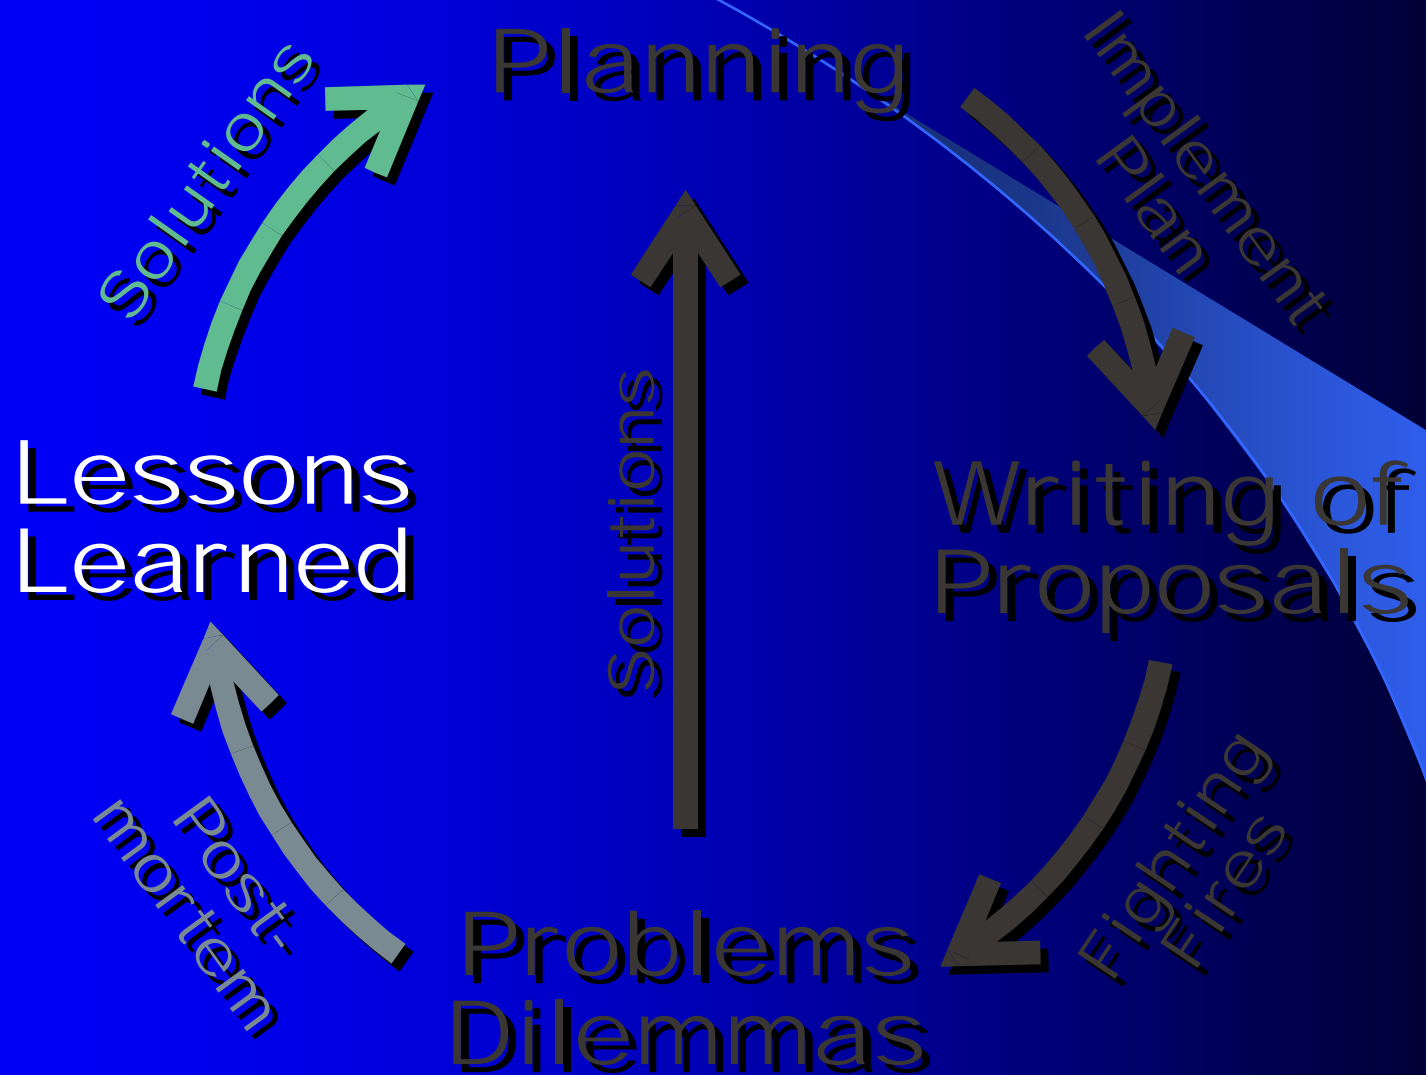 Planning
Solutions
Implement
Plan
Lessons
Learned
Solutions
Writing of
Proposals
Post-
mortem
Fighting
Fires
Problems
Dilemmas